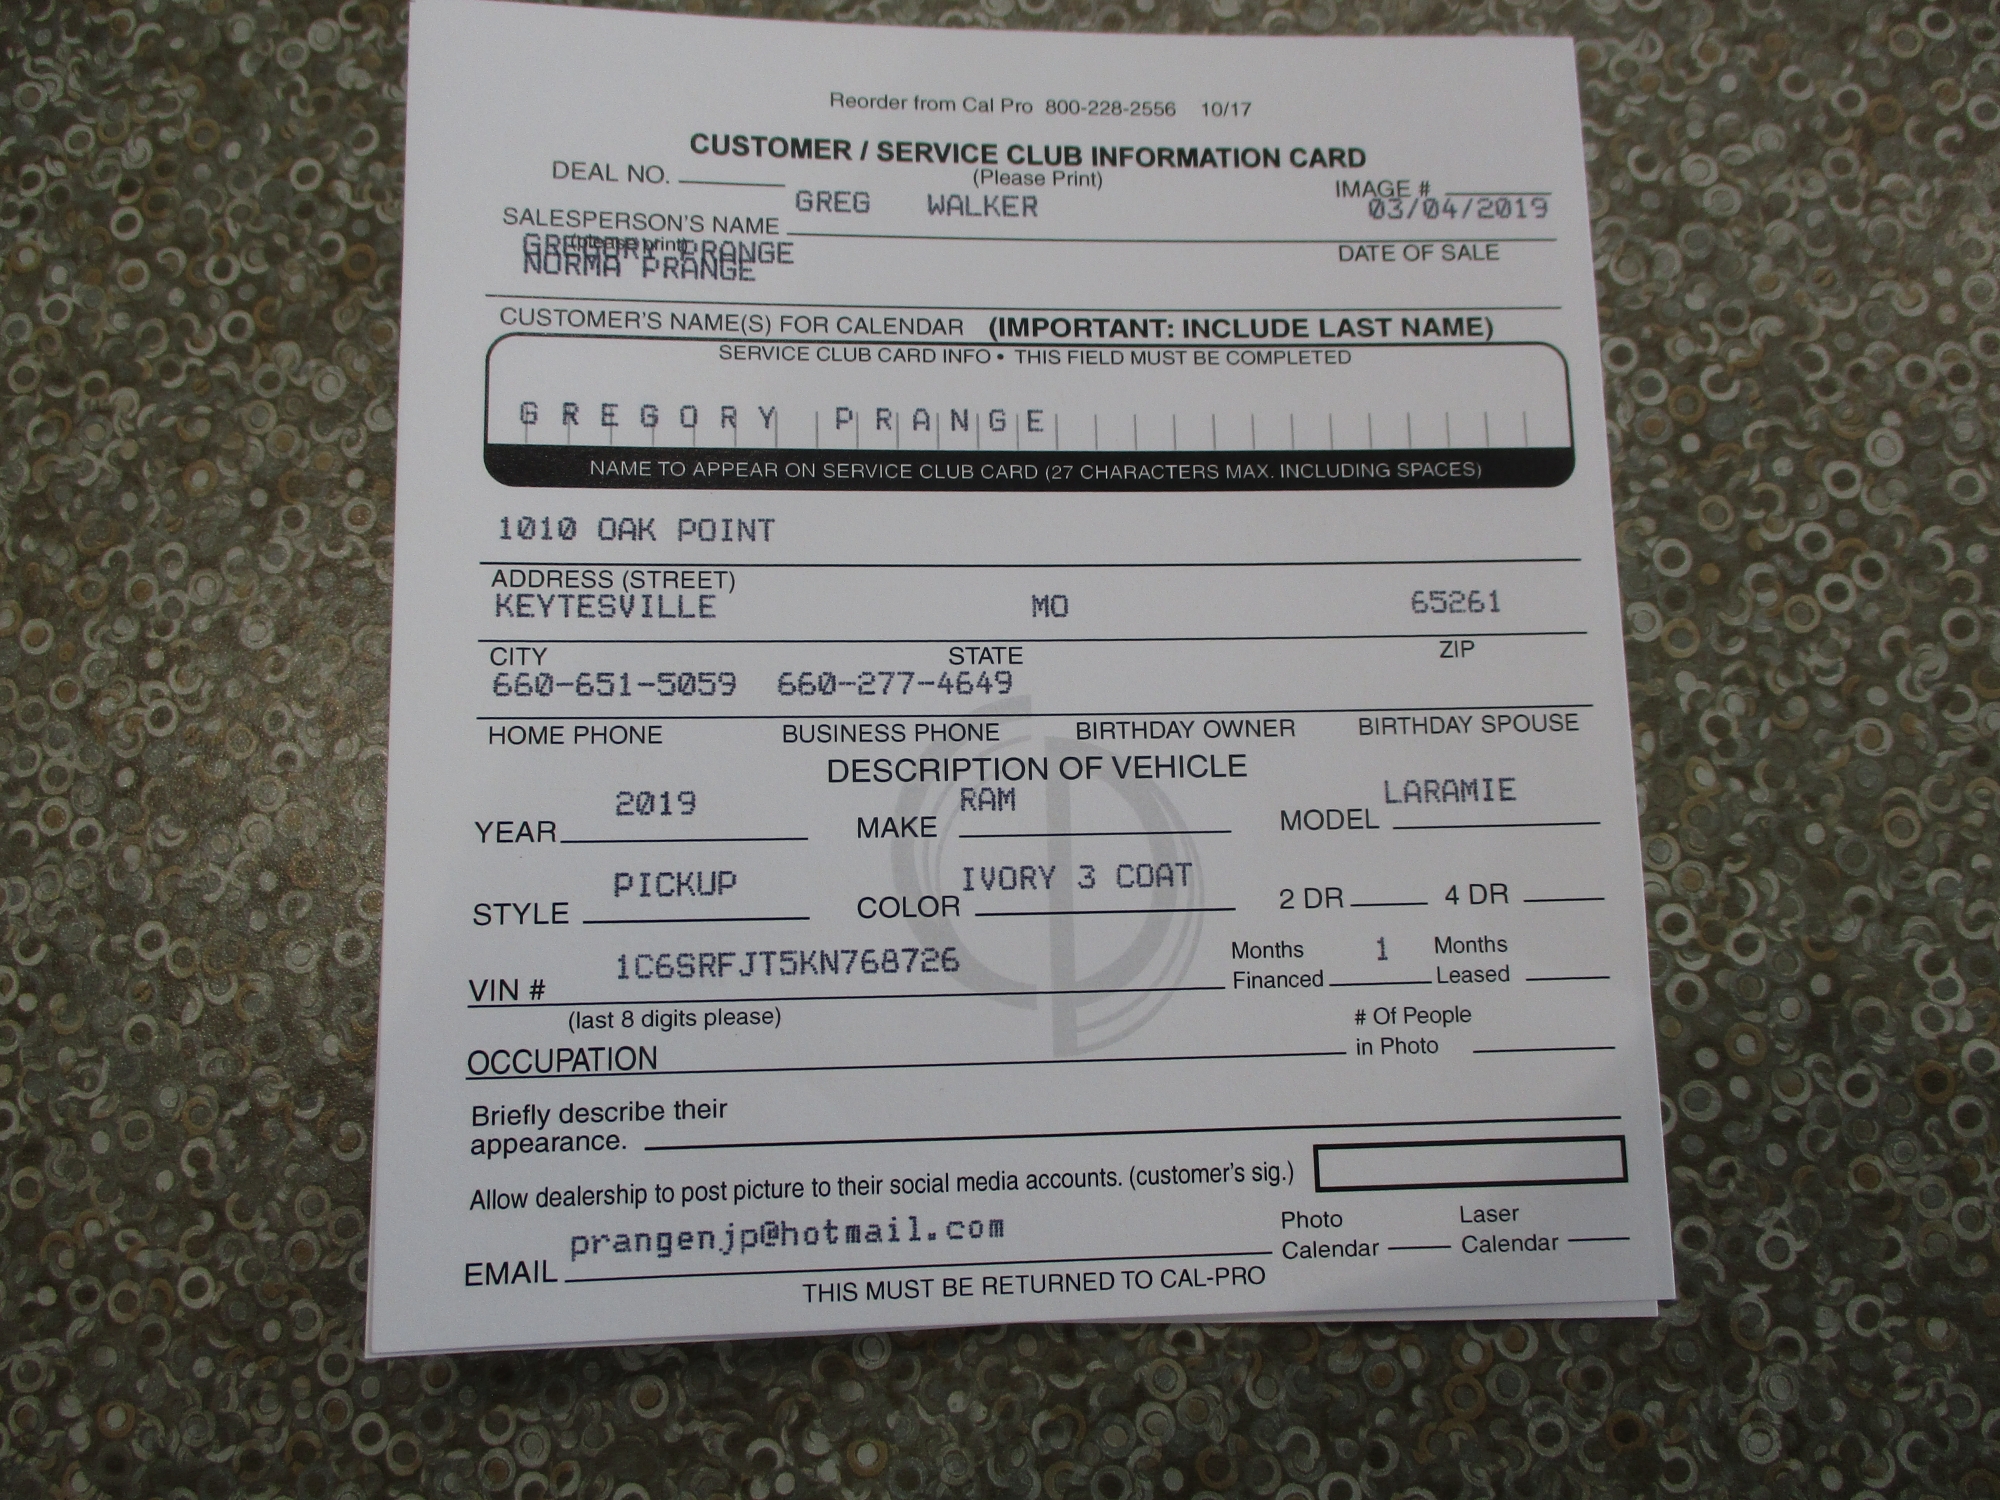 Reorder from Cal Pro 800-228-2556 10/17
CUSTOMER / SERVICE CLUB INFORMATION CARD
DEAL NO. (Please Print) IMAGE #
GREG WALKER 03/04/2019
SALESPERSON'S NAME
(please print) DATE OF SALE
GREGORY PRANGE
NORMA PRANGE
CUSTOMER'S NAME(S) FOR CALENDAR (IMPORTANT: INCLUDE LAST NAME)
SERVICE CLUB CARD INFO • THIS FIELD MUST BE COMPLETED
GREGORY PRANGE
NAME TO APPEAR ON SERVICE CLUB CARD (27 CHARACTERS MAX. INCLUDING SPACES)
1010 OAK POINT
ADDRESS (STREET)
KEYTESVILLE MO 65261
CITY STATE ZIP
660-651-5059 660-277-4649
HOME PHONE BUSINESS PHONE BIRTHDAY OWNER BIRTHDAY SPOUSE
DESCRIPTION OF VEHICLE
2019 RAM LARAMIE
YEAR MAKE MODEL
PICKUP IVORY 3 COAT
STYLE COLOR 2 DR 4 DR
1C6SRFJT5KN768726 Months 1 Months
VIN # Financed Leased
(last 8 digits please) # Of People
OCCUPATION in Photo
Briefly describe their
appearance.
Allow dealership to post picture to their social media accounts. (customer's sig.)
prangenjp@hotmail.com Photo Laser
EMAIL Calendar Calendar
THIS MUST BE RETURNED TO CAL-PRO